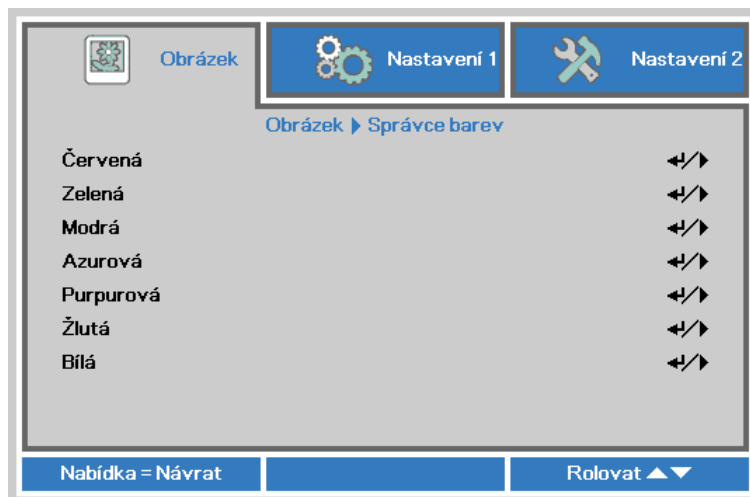 Obrázek
Nastavení 1
Nastavení 2
Obrázek Správce barev
Červená
Zelená
Modrá
Azurová
Purpurová
Žlutá
Bílá
Nabídka = Návrat
Rolovat